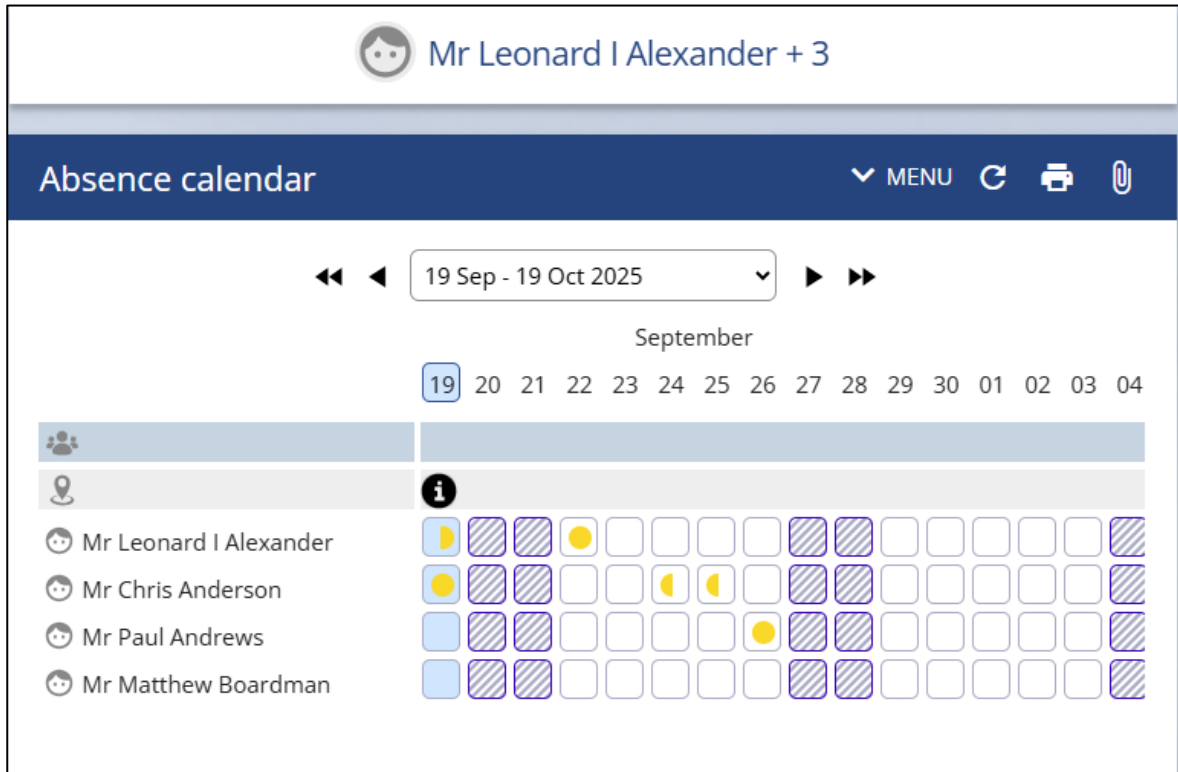 Mr Leonard I Alexander + 3
Absence calendar
MENU
19 Sep - 19 Oct 2025
September
19 20 21 22 23 24 25 26 27 28 29 30 01 02 03 04
Mr Leonard I Alexander
Mr Chris Anderson
Mr Paul Andrews
Mr Matthew Boardman